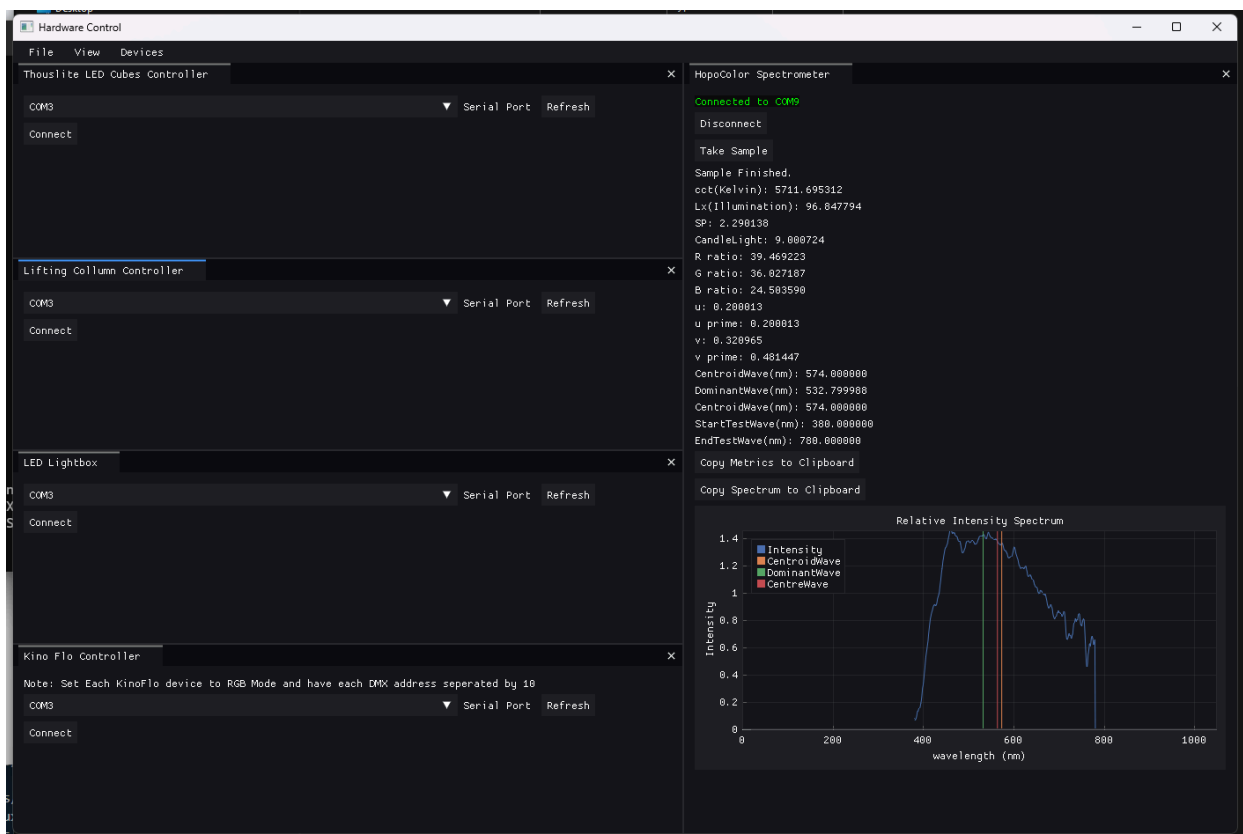 Desktop
Hardware Control
File View Devices
Thouslite LED Cubes Controller
COM3 Serial Port Refresh
Connect
Lifting Collumn Controller
COM3 Serial Port Refresh
Connect
LED Lightbox
COM3 Serial Port Refresh
Connect
Kino Flo Controller
Note: Set Each KinoFlo device to RGB Mode and have each DMX address seperated by 10
COM3 Serial Port Refresh
Connect
HopoColor Spectrometer
Connected to COM9
Disconnect
Take Sample
Sample Finished.
cct(Kelvin): 5711.695312
Lx(Illumination): 96.847794
SP: 2.290138
CandleLight: 9.000724
R ratio: 39.469223
G ratio: 36.027187
B ratio: 24.503590
u: 0.200013
u prime: 0.200013
v: 0.320965
v prime: 0.481447
CentroidWave(nm): 574.000000
DominantWave(nm): 532.799988
CentroidWave(nm): 574.000000
StartTestWave(nm): 380.000000
EndTestWave(nm): 780.000000
Copy Metrics to Clipboard
Copy Spectrum to Clipboard
Relative Intensity Spectrum
Intensity
CentroidWave
DominantWave
CentreWave
Intensity
1.4
1.2
1
0.8
0.6
0.4
0.2
0
0 200 400 600 800 1000
wavelength (nm)